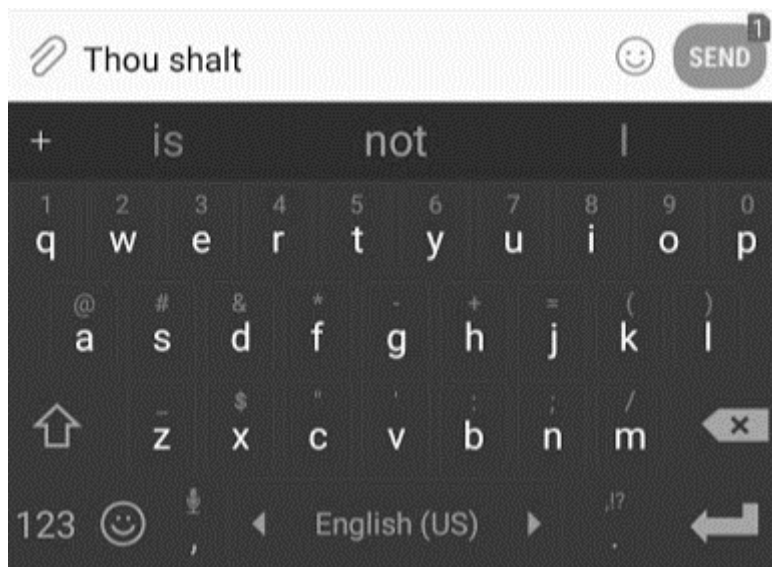 Thou shalt SEND 1
+ is not I
1 2 3 4 5 6 7 8 9 0
q w e r t y u i o p
@ # & * - + = ( )
a s d f g h j k l
_ $ " ' : ; /
z x c v b n m
123 , English (US) ,!? .